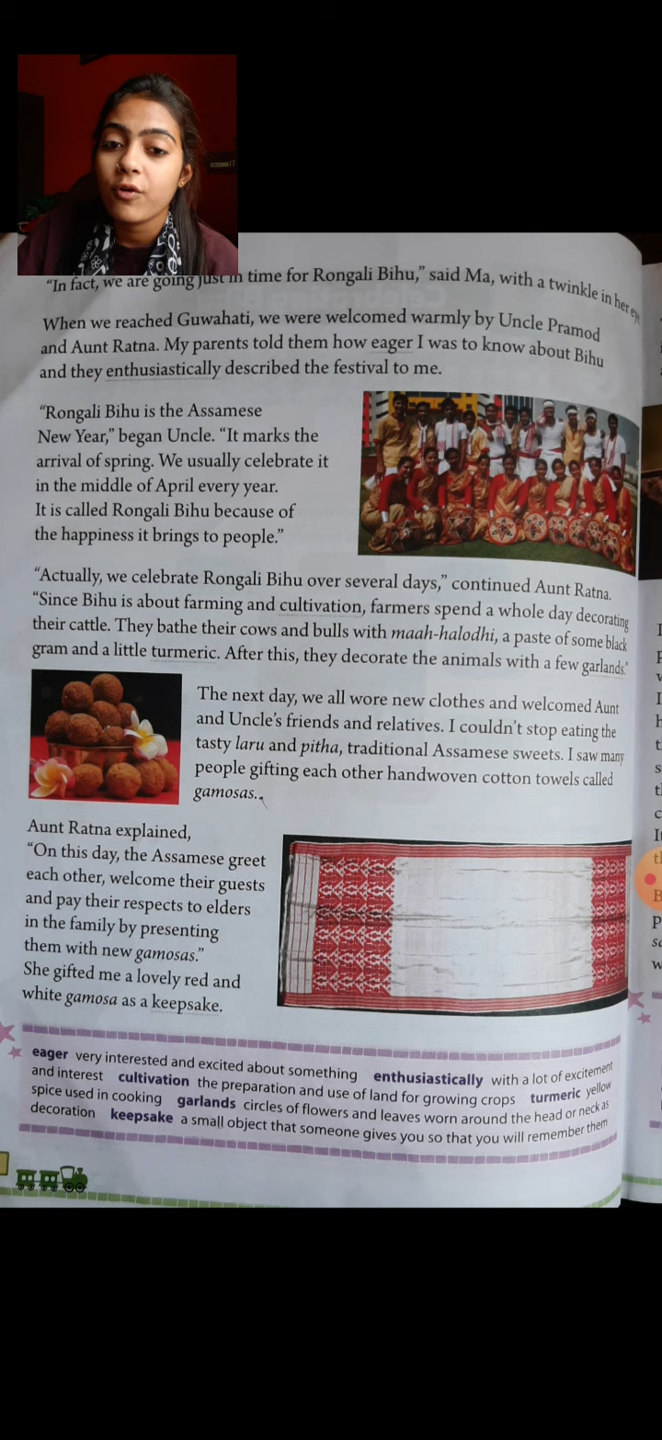 "In fact, we are going just in time for Rongali Bihu," said Ma, with a twinkle in her
When we reached Guwahati, we were welcomed warmly by Uncle Pramod
and Aunt Ratna. My parents told them how eager I was to know about Bihu
and they enthusiastically described the festival to me.
"Rongali Bihu is the Assamese
New Year," began Uncle. "It marks the
arrival of spring. We usually celebrate it
in the middle of April every year.
It is called Rongali Bihu because of
the happiness it brings to people."
"Actually, we celebrate Rongali Bihu over several days," continued Aunt Ratna.
"Since Bihu is about farming and cultivation, farmers spend a whole day decorating
their cattle. They bathe their cows and bulls with maah-halodhi, a paste of some black
gram and a little turmeric. After this, they decorate the animals with a few garlands."
The next day, we all wore new clothes and welcomed Aunt
and Uncle's friends and relatives. I couldn't stop eating the
tasty laru and pitha, traditional Assamese sweets. I saw many
people gifting each other handwoven cotton towels called
gamosas.
Aunt Ratna explained,
"On this day, the Assamese greet
each other, welcome their guests
and pay their respects to elders
in the family by presenting
them with new gamosas."
She gifted me a lovely red and
white gamosa as a keepsake.
eager very interested and excited about something enthusiastically with a lot of excitement
and interest cultivation the preparation and use of land for growing crops turmeric yellow
spice used in cooking garlands circles of flowers and leaves worn around the head or neck as
decoration keepsake a small object that someone gives you so that you will remember them